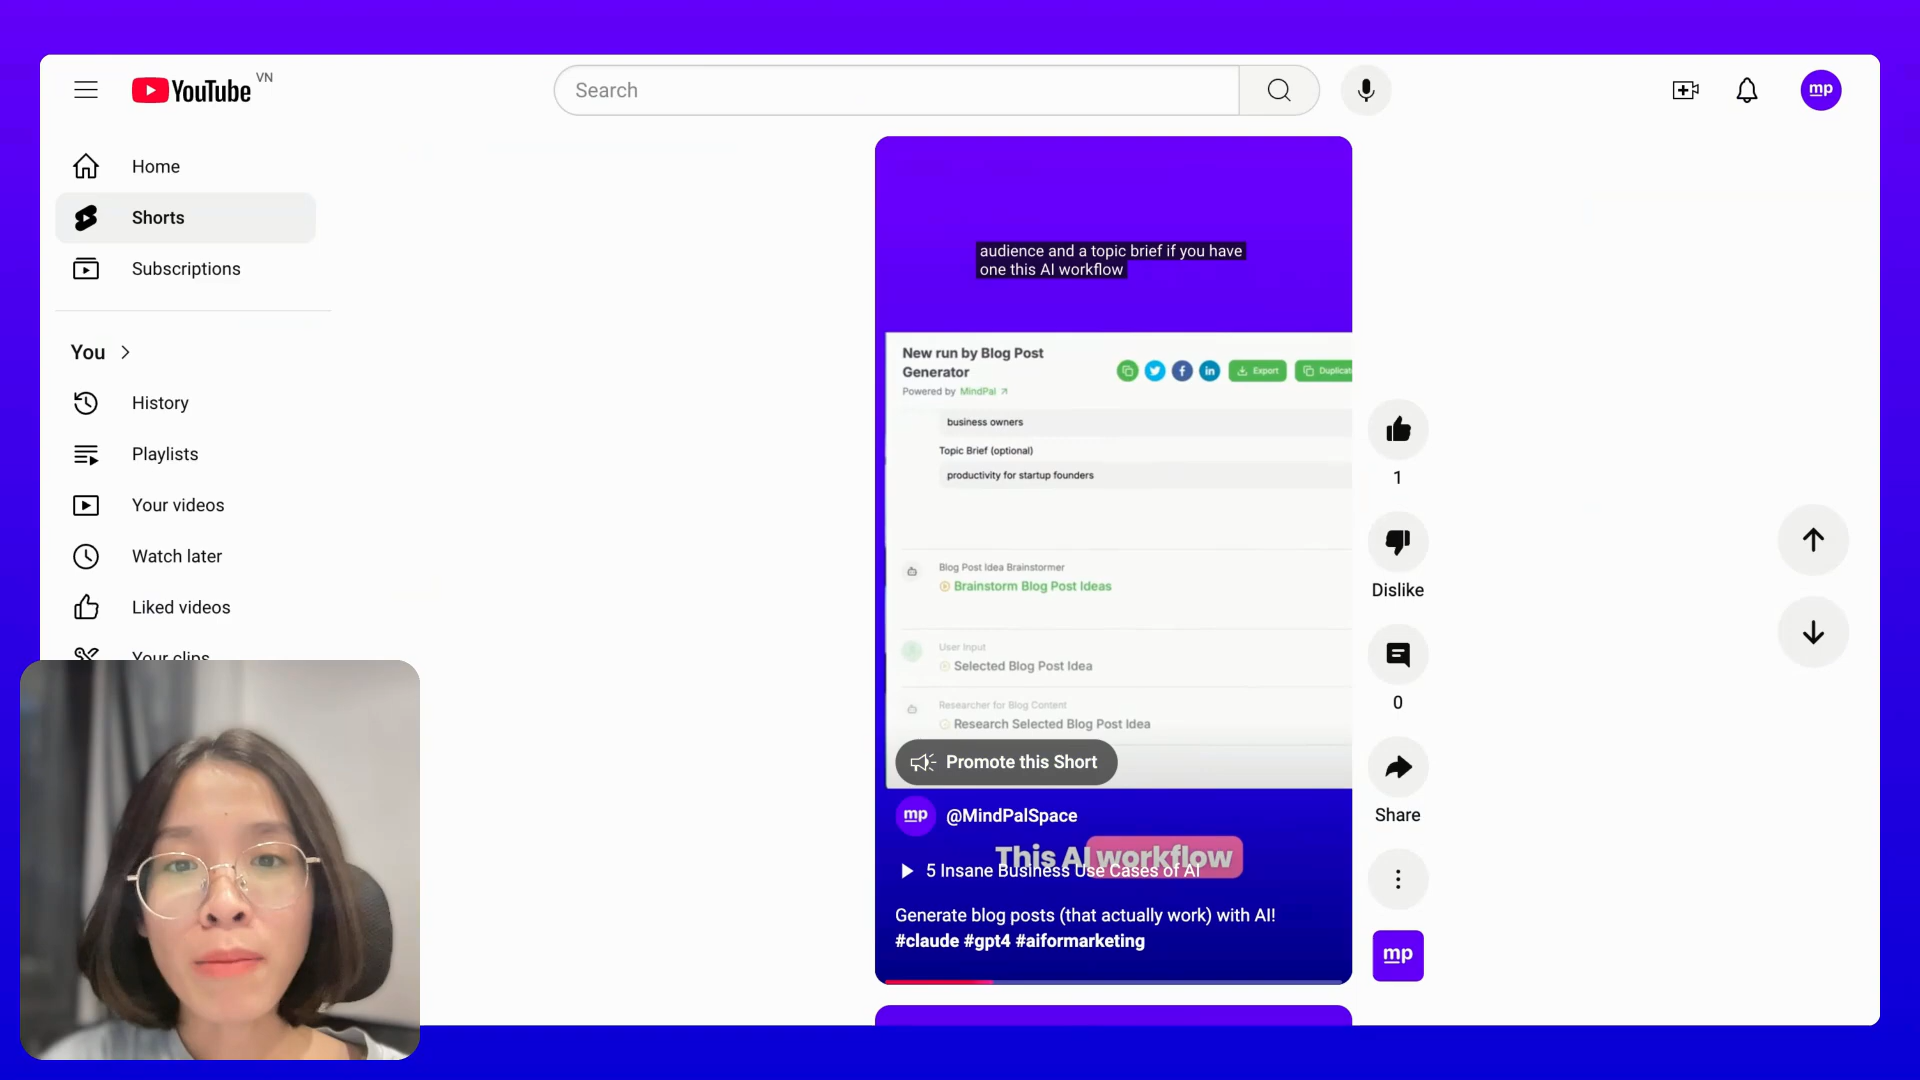 YouTube VN
Search
mp
Home
Shorts
Subscriptions
You
History
Playlists
Your videos
Watch later
Liked videos
Your clips
audience and a topic brief if you have
one this AI workflow
New run by Blog Post
Generator
Powered by MindPal
Export
Duplicate
business owners
Topic Brief (optional)
productivity for startup founders
Blog Post Idea Brainstormer
Brainstorm Blog Post Ideas
User Input
Selected Blog Post Idea
Researcher for Blog Content
Research Selected Blog Post Idea
Promote this Short
mp @MindPalSpace
This AI workflow
5 Insane Business Use Cases of AI
Generate blog posts (that actually work) with AI!
#claude #gpt4 #aiformarketing
1
Dislike
0
Share
mp